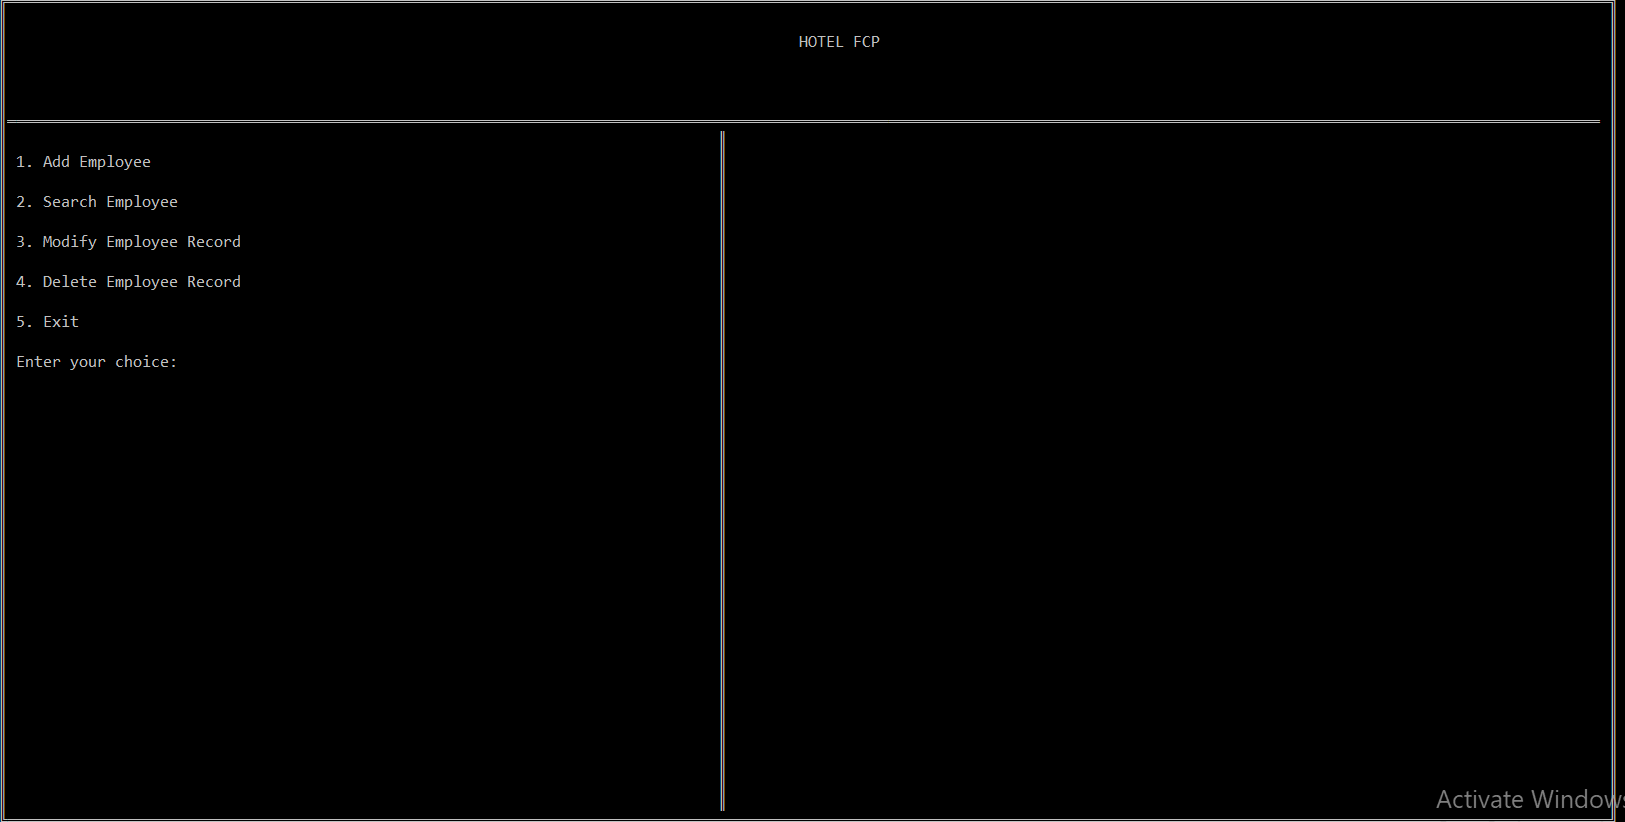 HOTEL FCP
1. Add Employee
2. Search Employee
3. Modify Employee Record
4. Delete Employee Record
5. Exit
Enter your choice:
Activate Windows